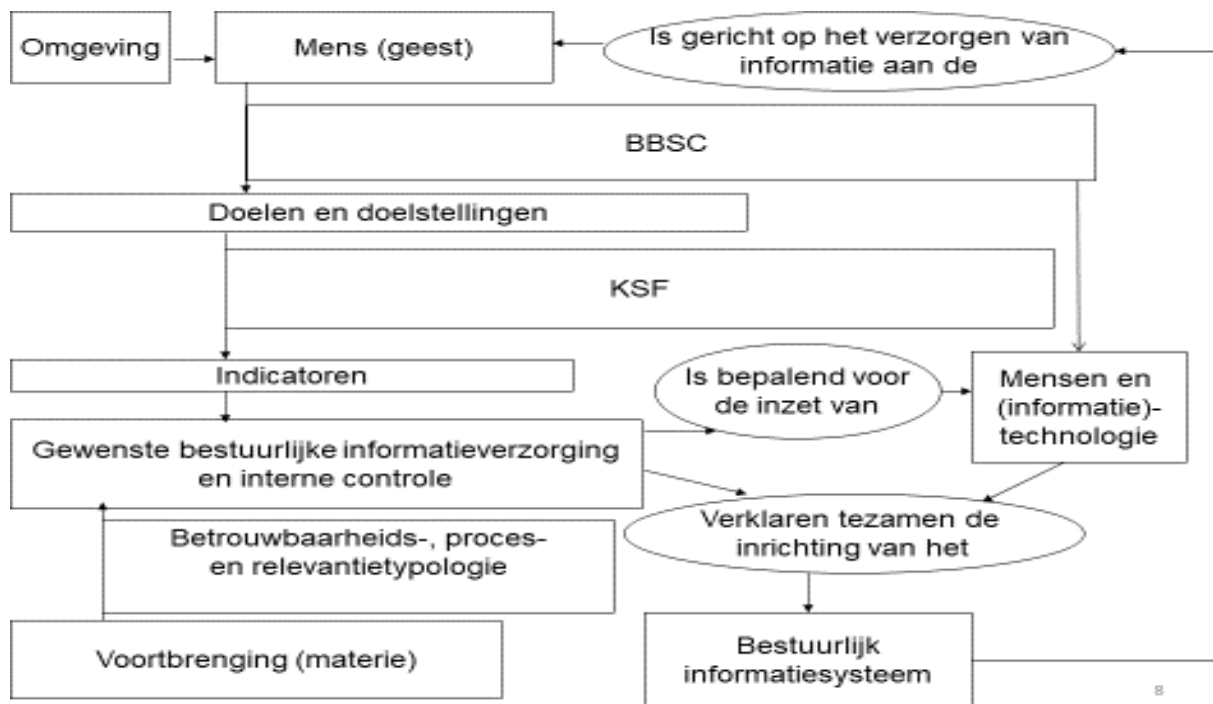 Omgeving
Mens (geest)
Is gericht op het verzorgen van
informatie aan de
BBSC
Doelen en doelstellingen
KSF
Indicatoren
Is bepalend voor
de inzet van
Mensen en
(informatie)-
technologie
Gewenste bestuurlijke informatieverzorging
en interne controle
Verklaren tezamen de
inrichting van het
Betrouwbaarheids-, proces-
en relevantietypologie
Voortbrenging (materie)
Bestuurlijk
informatiesysteem
8